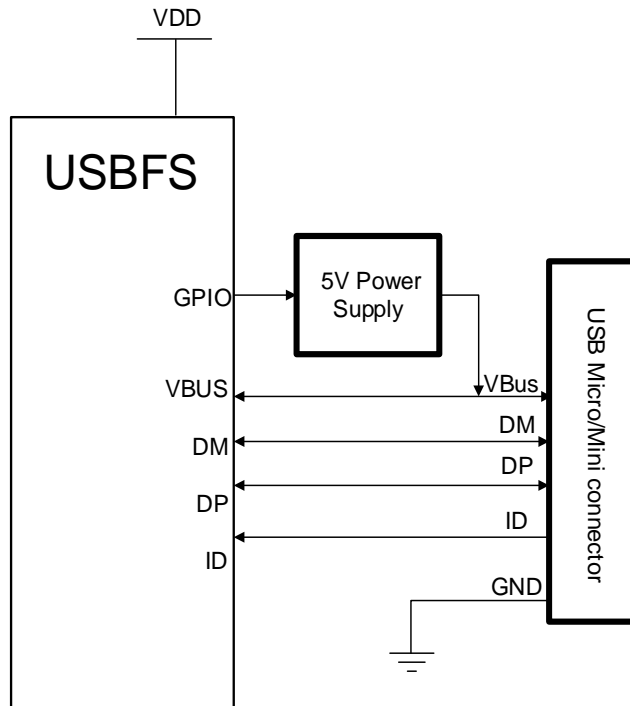 VDD
USBFS
GPIO
5V Power
Supply
VBUS
VBus
DM
DM
DP
DP
ID
ID
GND
USB Micro/Mini connector